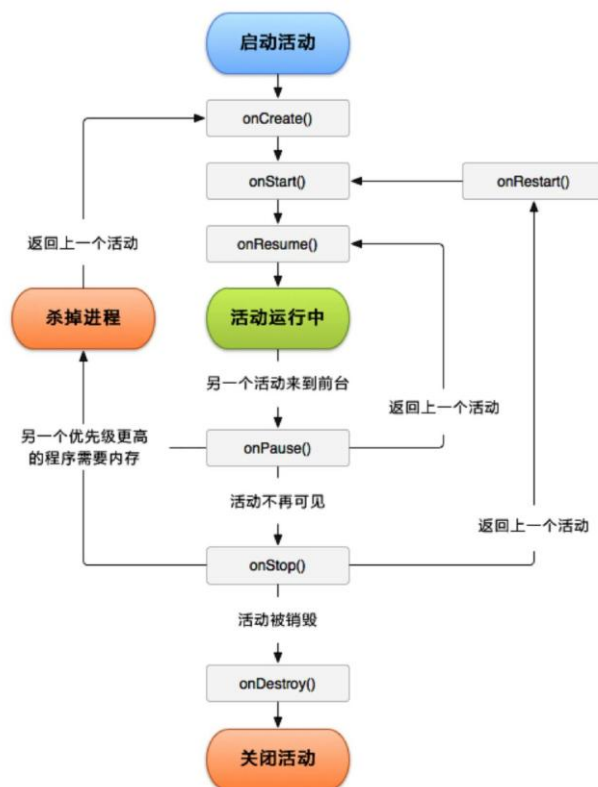 启动活动
onCreate()
onStart()
onRestart()
返回上一个活动
onResume()
杀掉进程
活动运行中
另一个活动来到前台
返回上一个活动
另一个优先级更高
的程序需要内存
onPause()
活动不再可见
返回上一个活动
onStop()
活动被销毁
onDestroy()
关闭活动